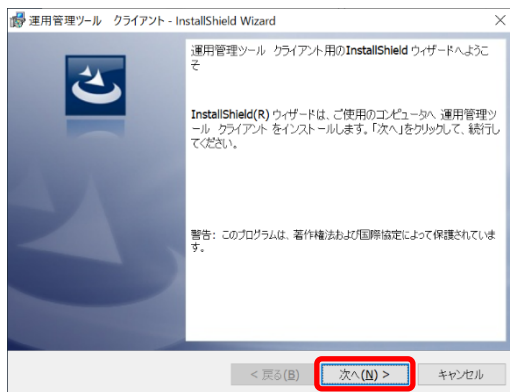 運用管理ツール　クライアント - InstallShield Wizard
運用管理ツール　クライアント用のInstallShield ウィザードへようこ
そ
InstallShield(R) ウィザードは、ご使用のコンピュータへ 運用管理ツ
ール　クライアント をインストールします。「次へ」をクリックして、続行し
てください。
警告: このプログラムは、著作権法および国際協定によって保護されていま
す。
< 戻る(B)
次へ(N) >
キャンセル